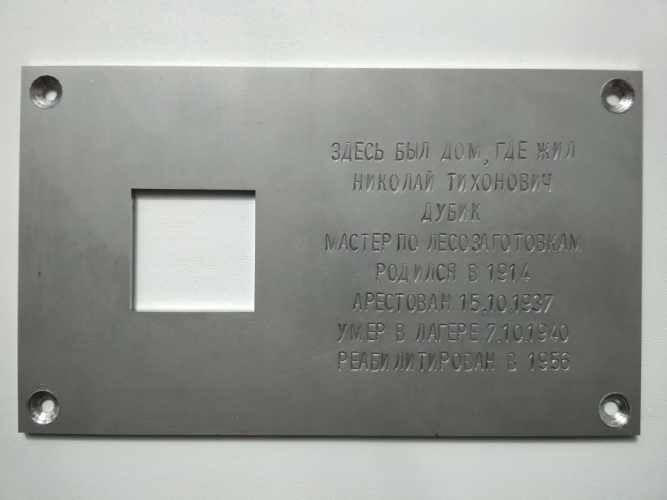 ЗДЕСЬ БЫЛ ДОМ, ГДЕ ЖИЛ
НИКОЛАЙ ТИХОНОВИЧ
ДУБИК
МАСТЕР ПО ЛЕСОЗАГОТОВКАМ
РОДИЛСЯ В 1914
АРЕСТОВАН 15.10.1937
УМЕР В ЛАГЕРЕ 7.10.1940
РЕАБИЛИТИРОВАН В 1956